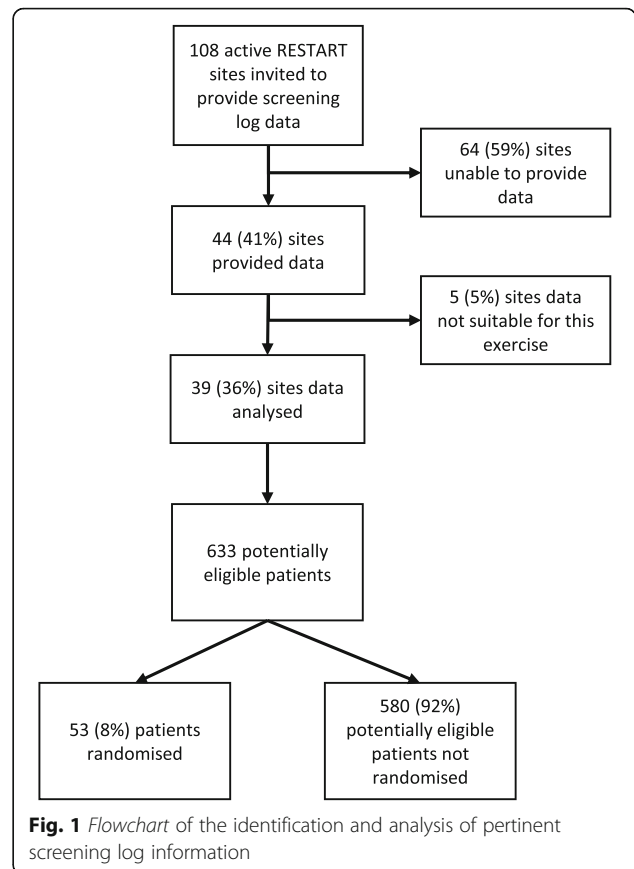 108 active RESTART
sites invited to
provide screening
log data
64 (59%) sites
unable to provide
data
44 (41%) sites
provided data
5 (5%) sites data
not suitable for this
exercise
39 (36%) sites data
analysed
633 potentially
eligible patients
53 (8%) patients
randomised
580 (92%)
potentially eligible
patients not
randomised
Fig. 1 Flowchart of the identification and analysis of pertinent
screening log information